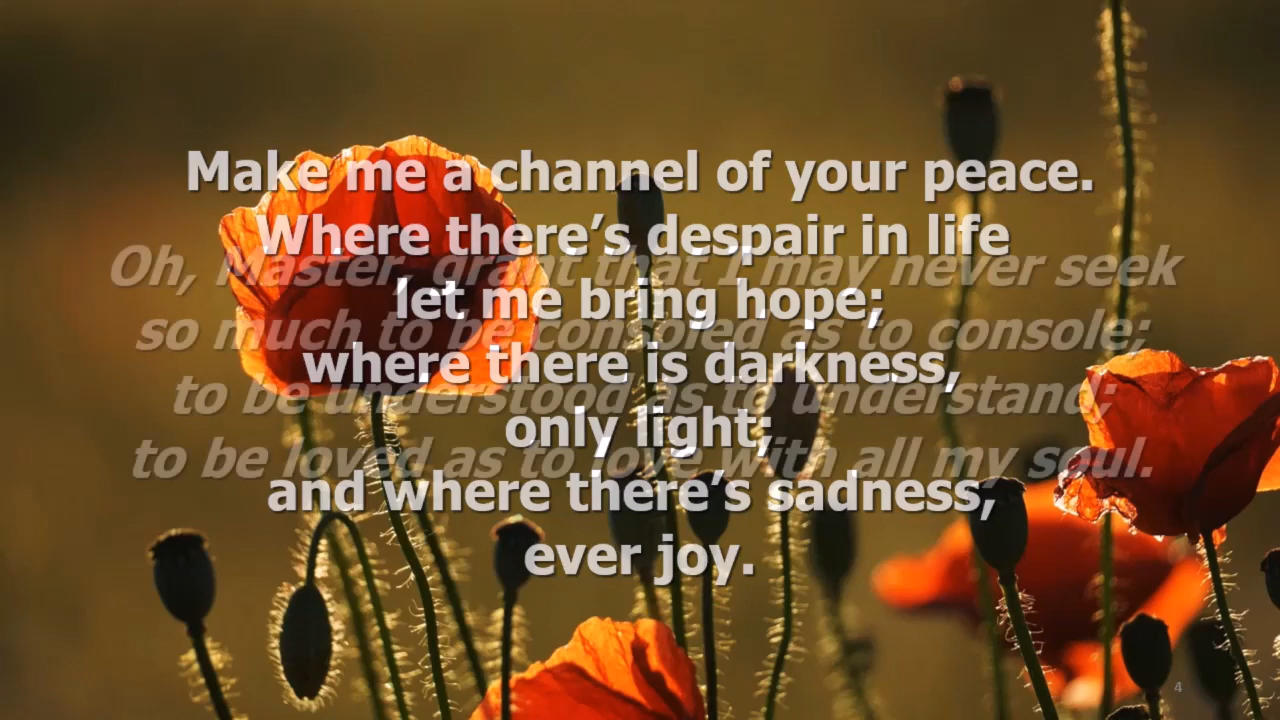 Make me a channel of your peace.
Where there’s despair in life
let me bring hope;
where there is darkness,
only light;
and where there’s sadness,
ever joy.
Oh, Master, grant that I may never seek
so much to be consoled as to console;
to be understood as to understand;
to be loved as to love with all my soul.
4